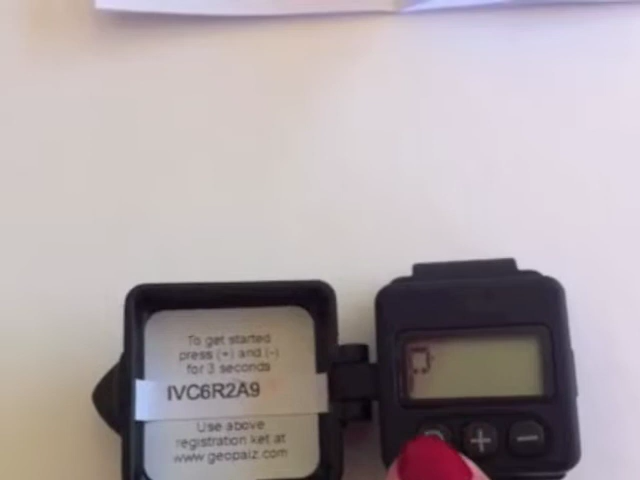 To get started
press (+) and (-)
for 3 seconds
IVC6R2A9
Use above
registration ket at
www.geopalz.com